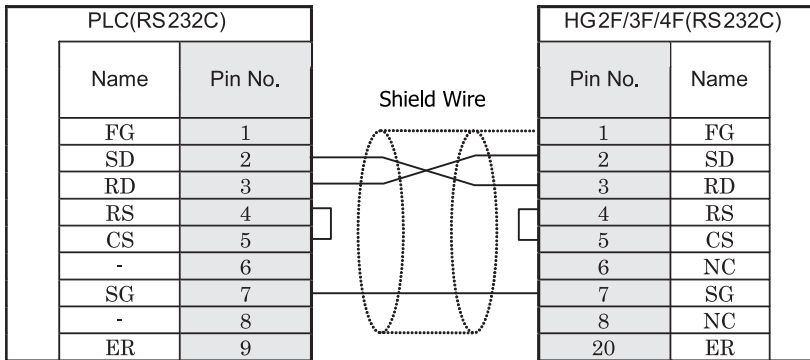 PLC(RS232C) HG2F/3F/4F(RS232C)
Name Pin No. Pin No. Name
Shield Wire
FG 1 1 FG
SD 2 2 SD
RD 3 3 RD
RS 4 4 RS
CS 5 5 CS
- 6 6 NC
SG 7 7 SG
- 8 8 NC
ER 9 20 ER